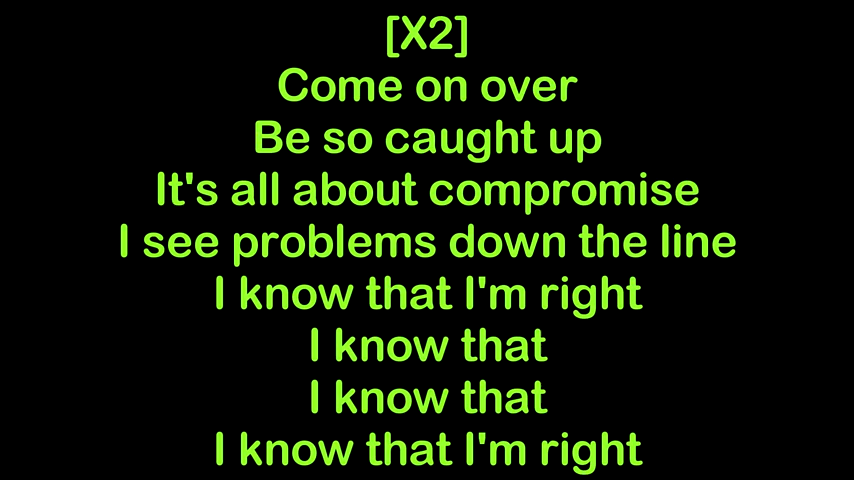 [X2]
Come on over
Be so caught up
It's all about compromise
I see problems down the line
I know that I'm right
I know that
I know that
I know that I'm right